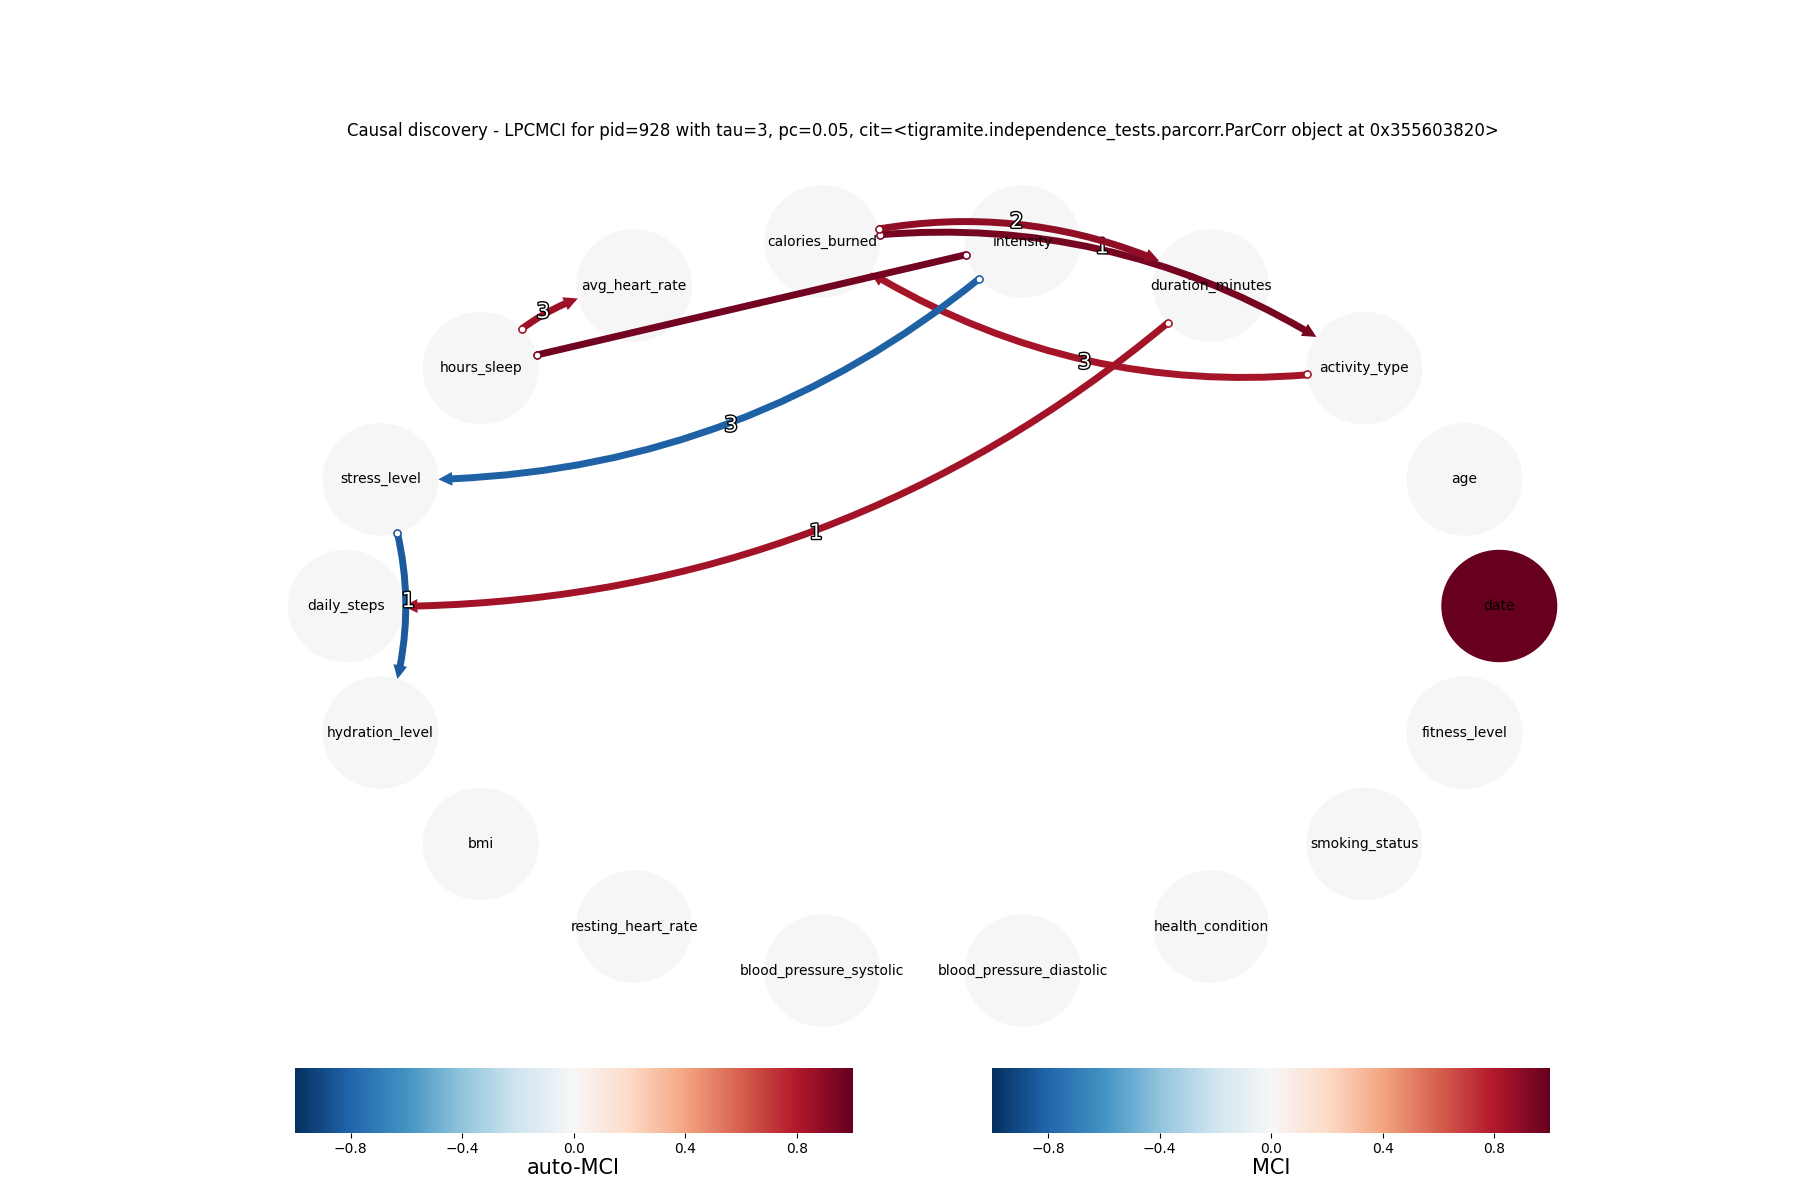 Causal discovery - LPCMCI for pid=928 with tau=3, pc=0.05, cit=<tigramite.independence_tests.parcorr.ParCorr object at 0x355603820>
2
calories_burned
intensity
1
avg_heart_rate
duration_minutes
3
3
hours_sleep
activity_type
3
stress_level
age
1
1
daily_steps
date
hydration_level
fitness_level
bmi
smoking_status
resting_heart_rate
health_condition
blood_pressure_systolic
blood_pressure_diastolic
−0.8 −0.4 0.0 0.4 0.8
auto-MCI
−0.8 −0.4 0.0 0.4 0.8
MCI